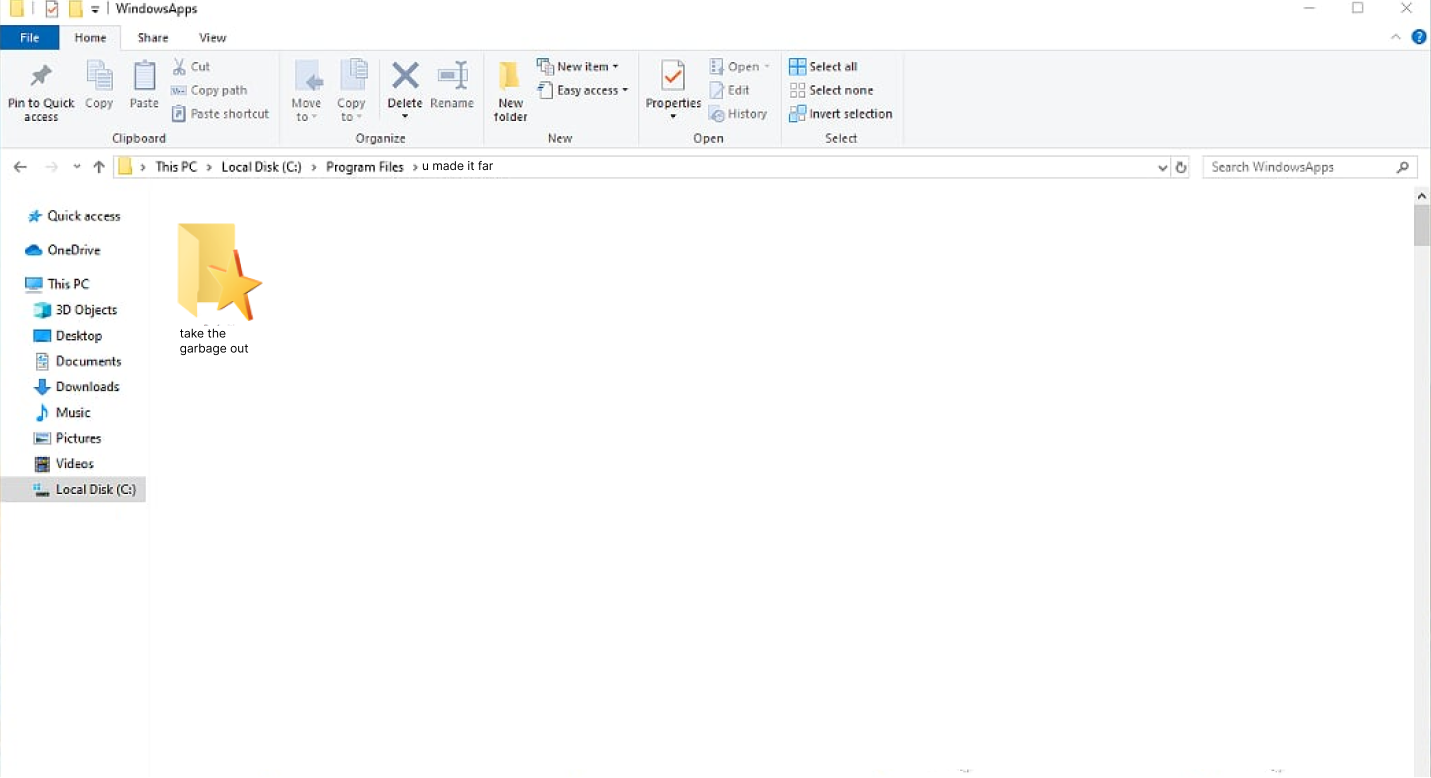 WindowsApps
File Home Share View
Pin to Quick access
Copy
Paste
Cut
Copy path
Paste shortcut
Clipboard
Move to
Copy to
Delete
Rename
Organize
New folder
New item
Easy access
New
Properties
Open
Edit
History
Open
Select all
Select none
Invert selection
Select
This PC > Local Disk (C:) > Program Files > u made it far
Search WindowsApps
Quick access
OneDrive
This PC
3D Objects
Desktop
Documents
Downloads
Music
Pictures
Videos
Local Disk (C:)
take the
garbage out